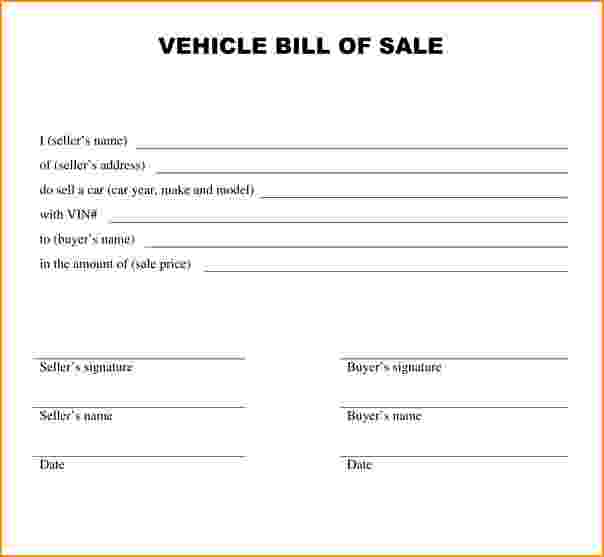 VEHICLE BILL OF SALE
I (seller's name)
of (seller's address)
do sell a car (car year, make and model)
with VIN#
to (buyer's name)
in the amount of (sale price)
Seller's signature Buyer's signature
Seller's name Buyer's name
Date Date